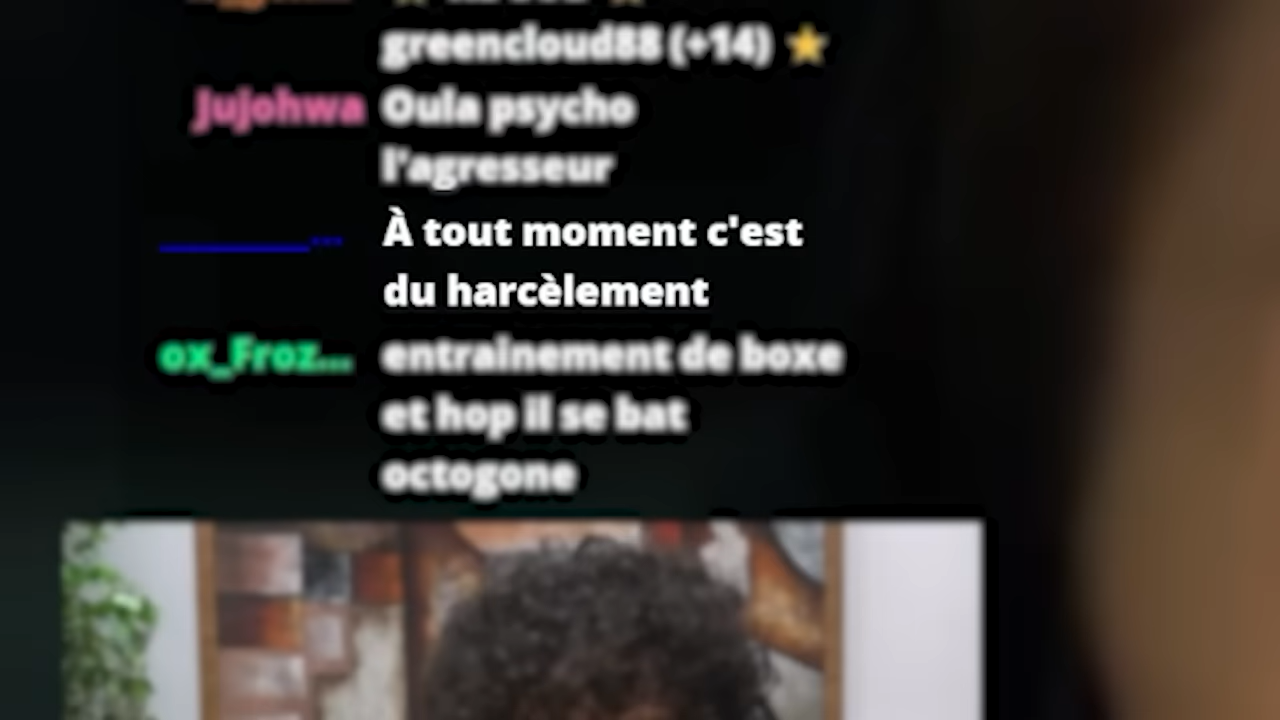 greencloud88 (+14) ⭐
Jujohwa Oula psycho
l'agresseur
_________... À tout moment c'est
du harcèlement
ox_Froz... entrainement de boxe
et hop il se bat
octogone